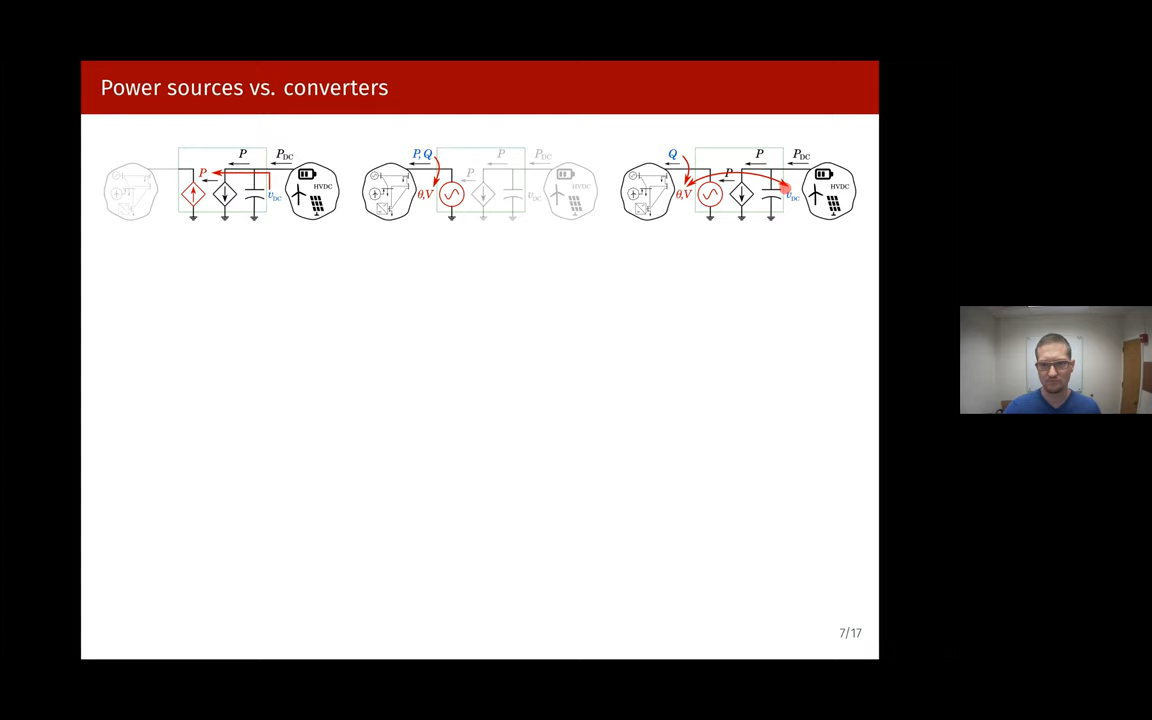 Power sources vs. converters
P P_DC
P
v_DC
HVDC
P, Q P P_DC
θ,V P
v_DC
HVDC
Q P P_DC
θ,V P
v_DC
HVDC
7/17